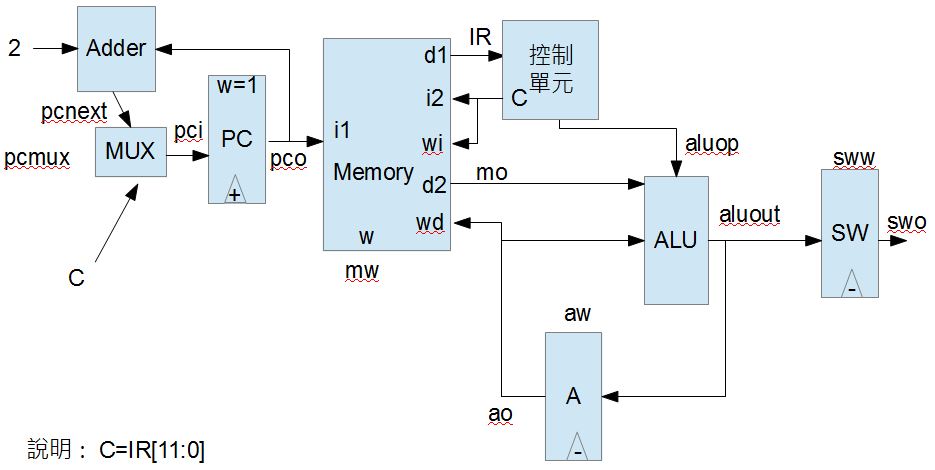 2
Adder
pcnext
pcmux
MUX
pci
w=1
PC
+
pco
C
i1
Memory
d1
i2
wi
d2
wd
w
mw
IR
控制
單元
C
mo
aluop
ALU
aluout
sww
SW
-
swo
aw
A
-
ao
說明： C=IR[11:0]